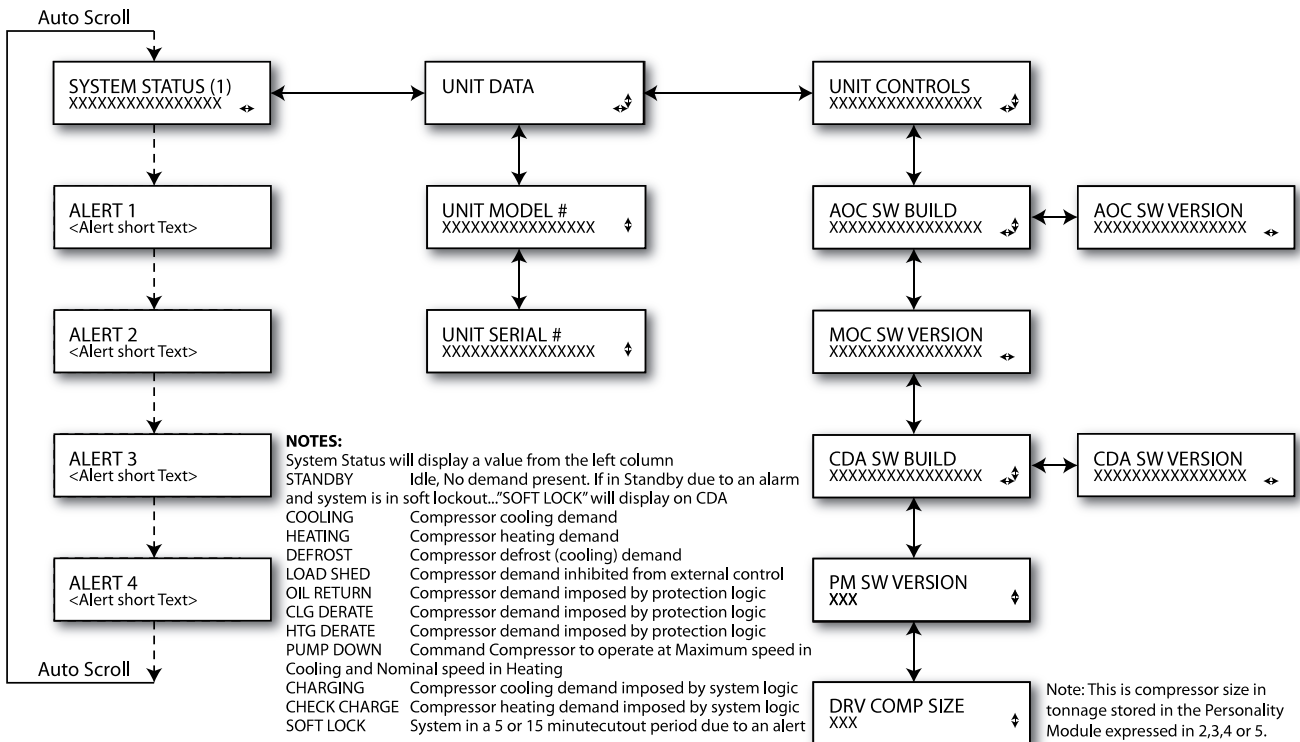 Auto Scroll
SYSTEM STATUS (1)
XXXXXXXXXXXXXXXX
UNIT DATA
UNIT CONTROLS
XXXXXXXXXXXXXXXX
ALERT 1
<Alert short Text>
UNIT MODEL #
XXXXXXXXXXXXXXXX
AOC SW BUILD
XXXXXXXXXXXXXXXX
AOC SW VERSION
XXXXXXXXXXXXXXXX
ALERT 2
<Alert short Text>
UNIT SERIAL #
XXXXXXXXXXXXXXXX
MOC SW VERSION
XXXXXXXXXXXXXXXX
ALERT 3
<Alert short Text>
CDA SW BUILD
XXXXXXXXXXXXXXXX
CDA SW VERSION
XXXXXXXXXXXXXXXX
ALERT 4
<Alert short Text>
PM SW VERSION
XXX
Auto Scroll
DRV COMP SIZE
XXX
NOTES:
System Status will display a value from the left column
STANDBY Idle, No demand present. If in Standby due to an alarm
and system is in soft lockout..."SOFT LOCK" will display on CDA
COOLING Compressor cooling demand
HEATING Compressor heating demand
DEFROST Compressor defrost (cooling) demand
LOAD SHED Compressor demand inhibited from external control
OIL RETURN Compressor demand imposed by protection logic
CLG DERATE Compressor demand imposed by protection logic
HTG DERATE Compressor demand imposed by protection logic
PUMP DOWN Command Compressor to operate at Maximum speed in
Cooling and Nominal speed in Heating
CHARGING Compressor cooling demand imposed by system logic
CHECK CHARGE Compressor heating demand imposed by system logic
SOFT LOCK System in a 5 or 15 minutecutout period due to an alert
Note: This is compressor size in
tonnage stored in the Personality
Module expressed in 2,3,4 or 5.